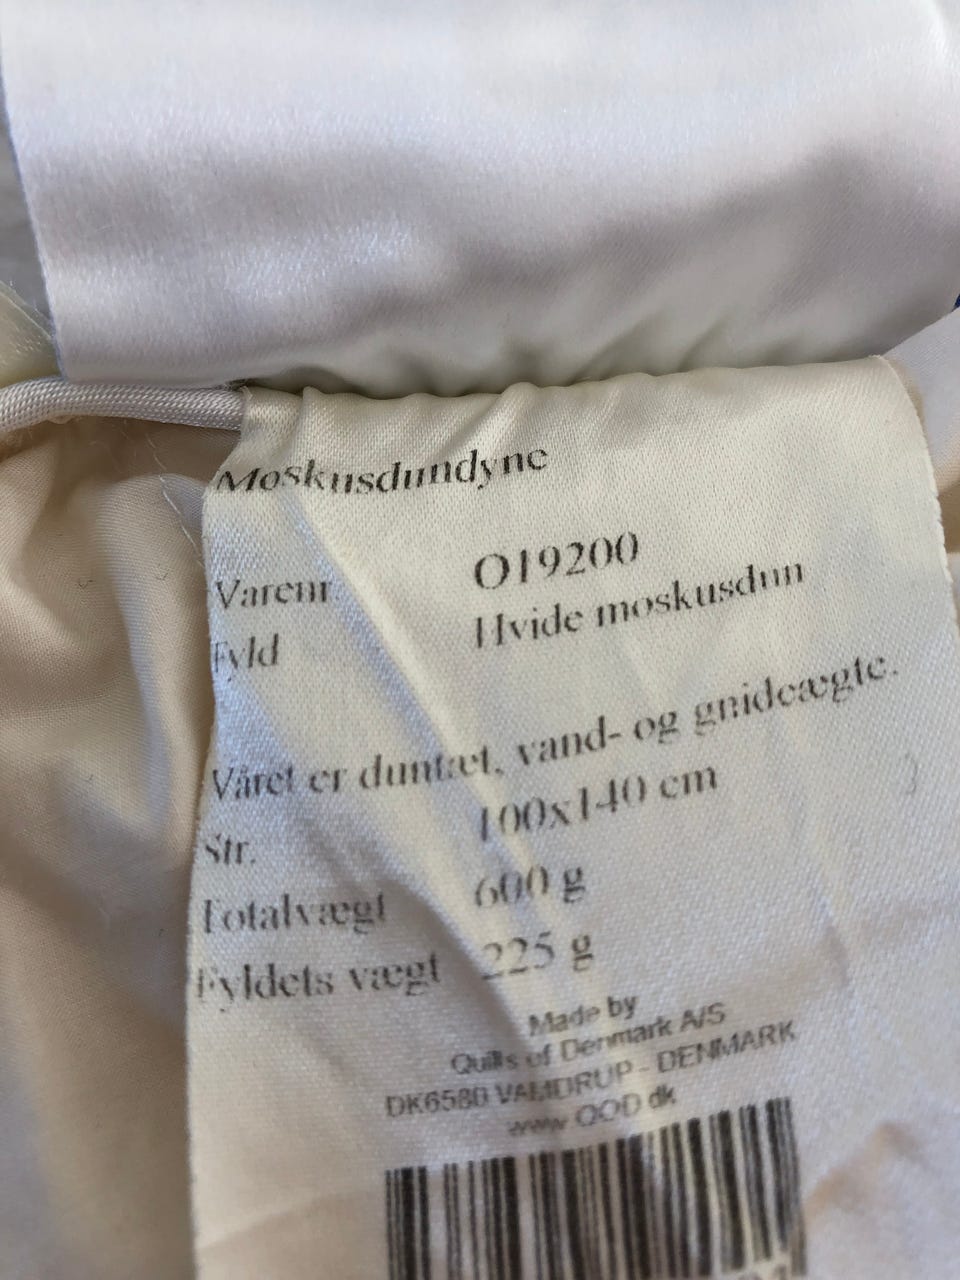 Moskusdundyne
Varenr O19200
Fyld Hvide moskusdun
Våret er duntæt, vand- og gnideægte.
Str. 100x140 cm
Totalvægt 600 g
Fyldets vægt 225 g
Made by
Quilts of Denmark A/S
DK6580 VAMDRUP - DENMARK
www QOD dk